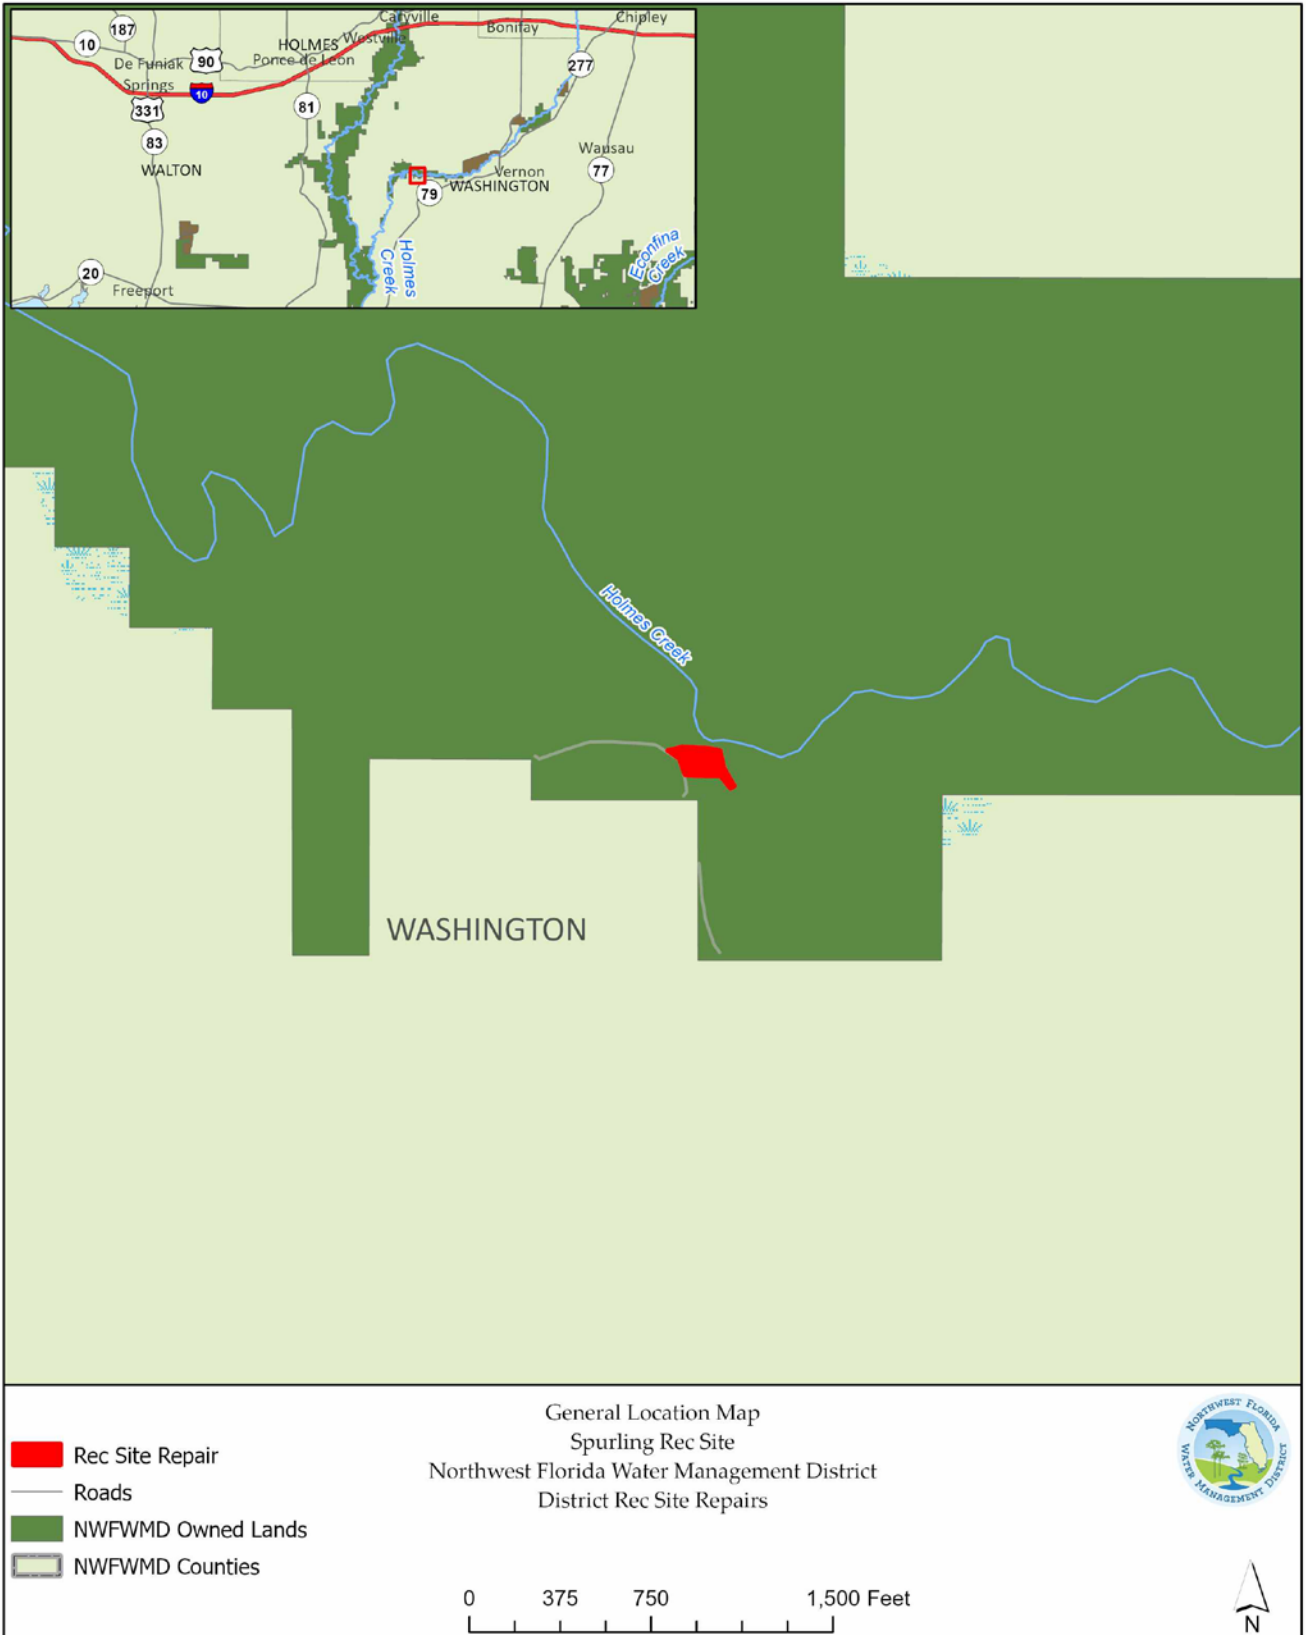 Caryville
Chipley
187
Bonifay
10
HOLMES
Westville
90
Ponce de Leon
De Funiak
Springs
277
10
331
81
83
Wausau
WALTON
Vernon
77
WASHINGTON
79
Holmes
Creek
Econfina
Creek
20
Freeport
Holmes Creek
WASHINGTON
General Location Map
Spurling Rec Site
Northwest Florida Water Management District
District Rec Site Repairs
Rec Site Repair
Roads
NWFWMD Owned Lands
NWFWMD Counties
NORTHWEST FLORIDA
WATER MANAGEMENT DISTRICT
0 375 750 1,500 Feet
N